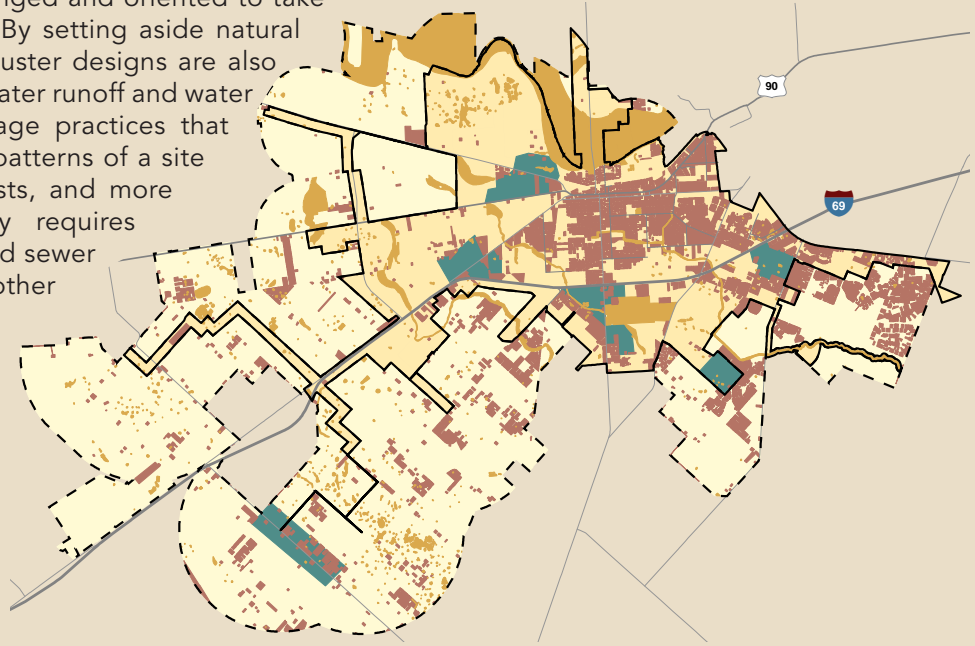 nged and oriented to take
By setting aside natural
uster designs are also
ater runoff and water
age practices that
patterns of a site
sts, and more
y requires
d sewer
other
90
69